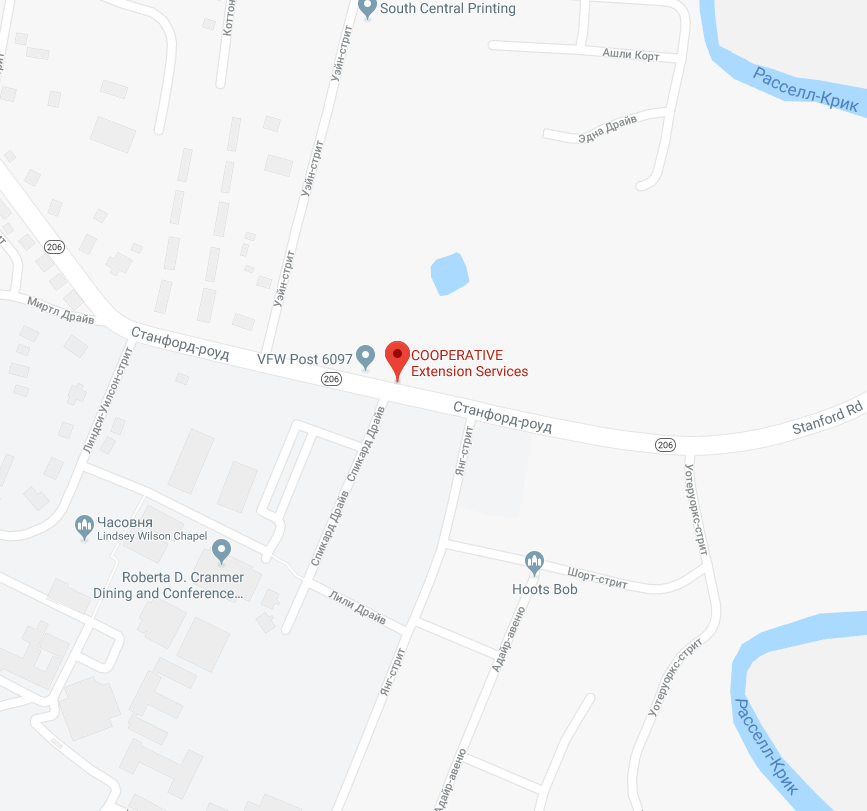 South Central Printing
Коттон
Уэйн-стрит
Ашли Корт
Расселл-Крик
Эдна Драйв
Уэйн-стрит
206
Уэйн-стрит
Миртл Драйв
Станфорд-роуд
VFW Post 6097
COOPERATIVE
Extension Services
206
Линдси-Уилсон-стрит
Спикард Драйв
Станфорд-роуд
Stanford Rd
206
Янг-стрит
Уотеруоркс-стрит
Часовня
Lindsey Wilson Chapel
Спикард Драйв
Roberta D. Cranmer
Dining and Conference...
Hoots Bob
Шорт-стрит
Лили Драйв
Адайр-авеню
Янг-стрит
Уотеруоркс-стрит
Расселл-Крик
Адайр-авеню